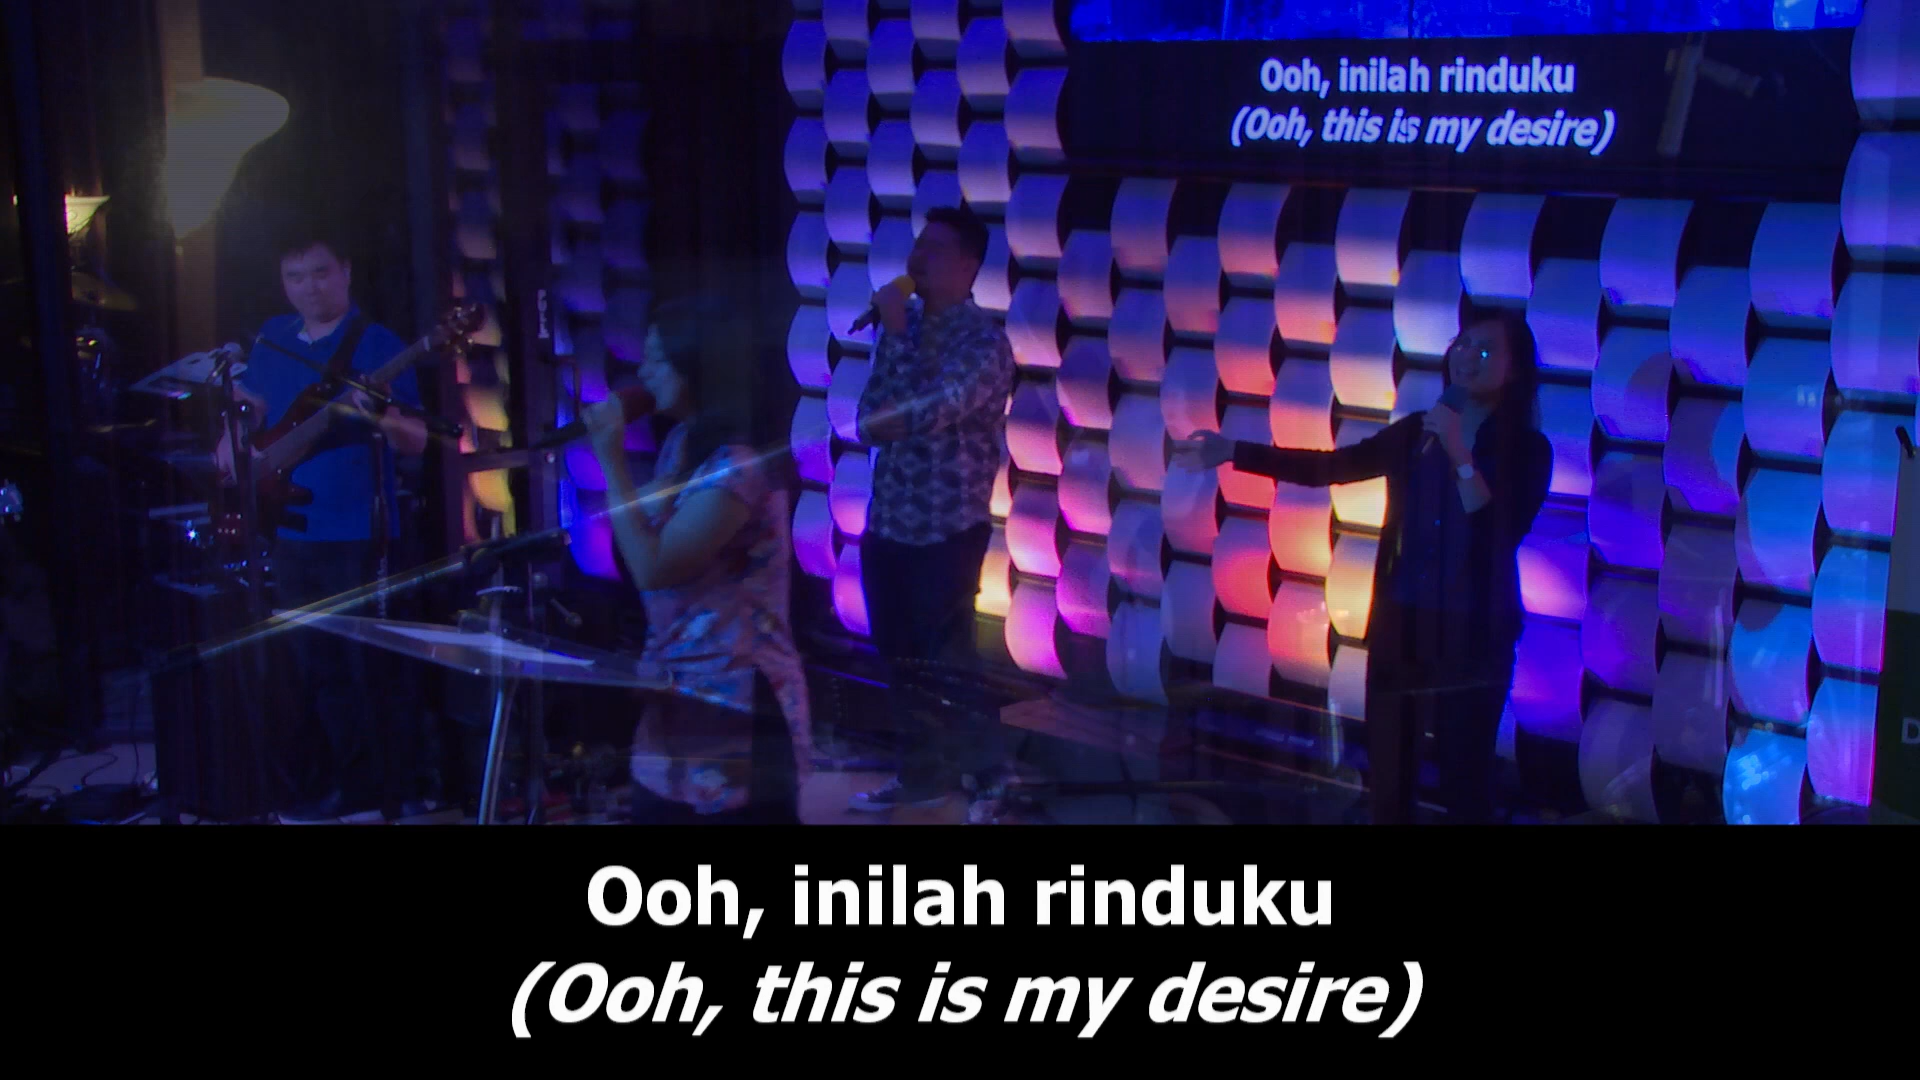 Ooh, inilah rinduku
(Ooh, this is my desire)
D
Ooh, inilah rinduku
(Ooh, this is my desire)